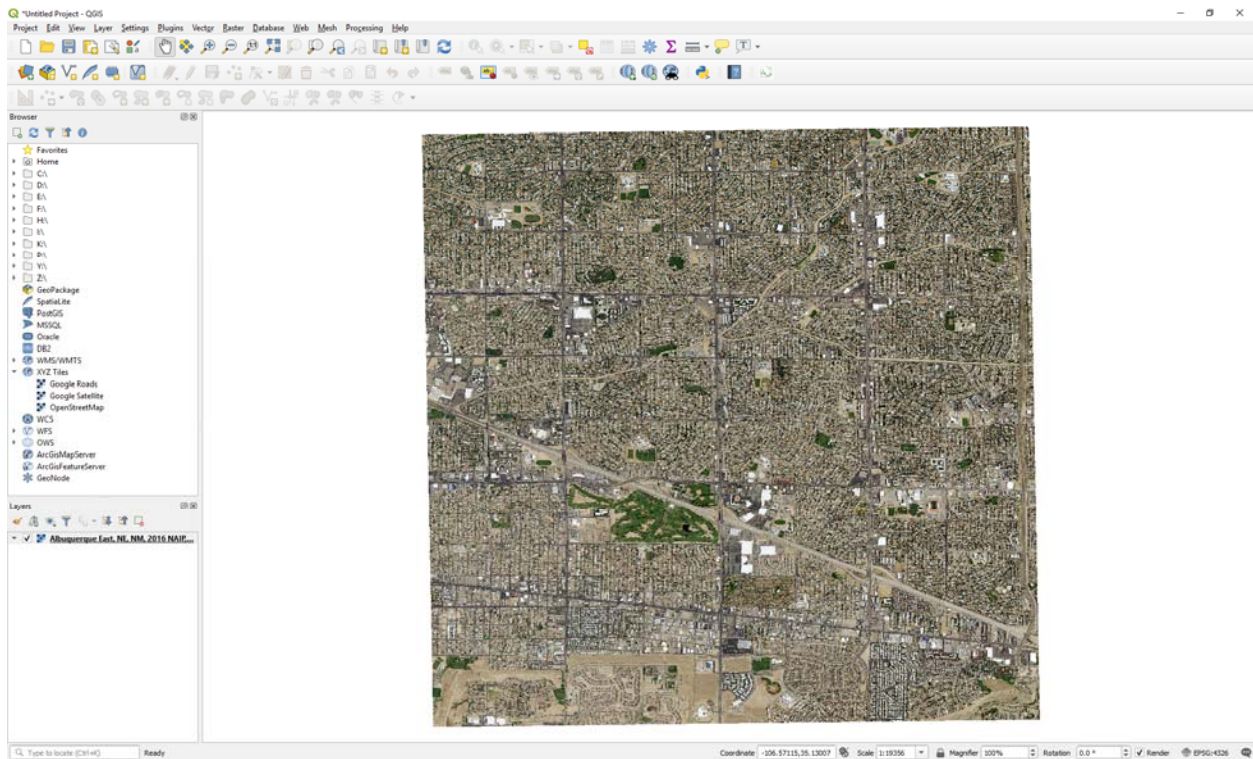 *Untitled Project - QGIS
Project Edit View Layer Settings Plugins Vector Raster Database Web Mesh Processing Help
Browser
Favorites
Home
C:\
D:\
E:\
F:\
H:\
I:\
K:\
P:\
Y:\
Z:\
GeoPackage
SpatiaLite
PostGIS
MSSQL
Oracle
DB2
WMS/WMTS
XYZ Tiles
Google Roads
Google Satellite
OpenStreetMap
WCS
WFS
OWS
ArcGisMapServer
ArcGisFeatureServer
GeoNode
Layers
Albuquerque East, NE, NM, 2016 NAIP,...
Type to locate (Ctrl+K) Ready Coordinate -106.57115,35.13007 Scale 1:19356 Magnifier 100% Rotation 0.0 ° Render EPSG:4326